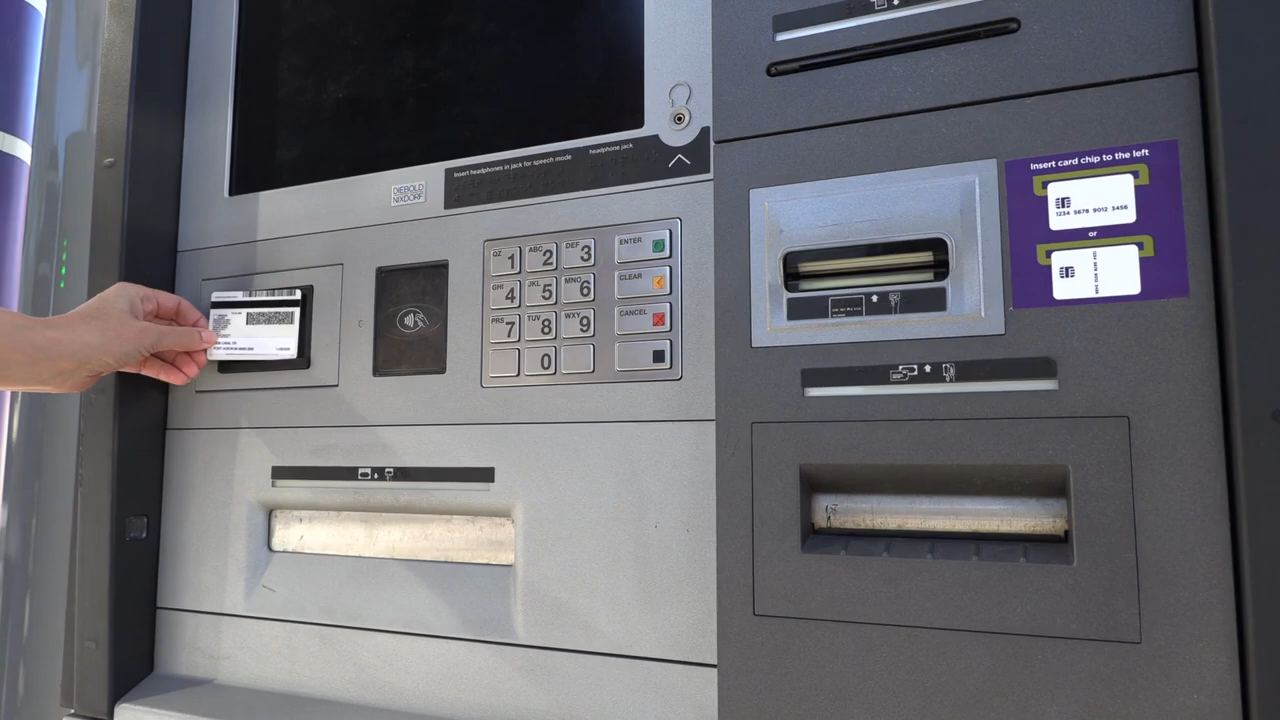 Insert headphones in jack for speech mode
headphone jack
DIEBOLD
NIXDORF
QZ 1 ABC 2 DEF 3 ENTER
GHI 4 JKL 5 MNO 6 CLEAR
PRS 7 TUV 8 WXY 9 CANCEL
0
Insert card chip to the left
1234 5678 9012 3456
or